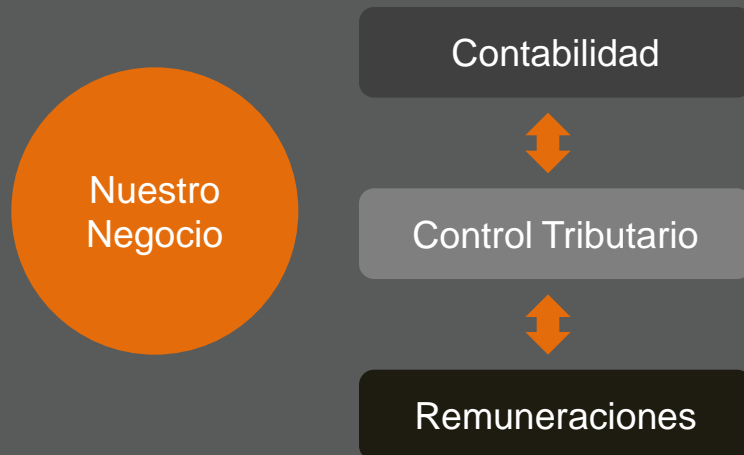 Nuestro
Negocio
Contabilidad
Control Tributario
Remuneraciones